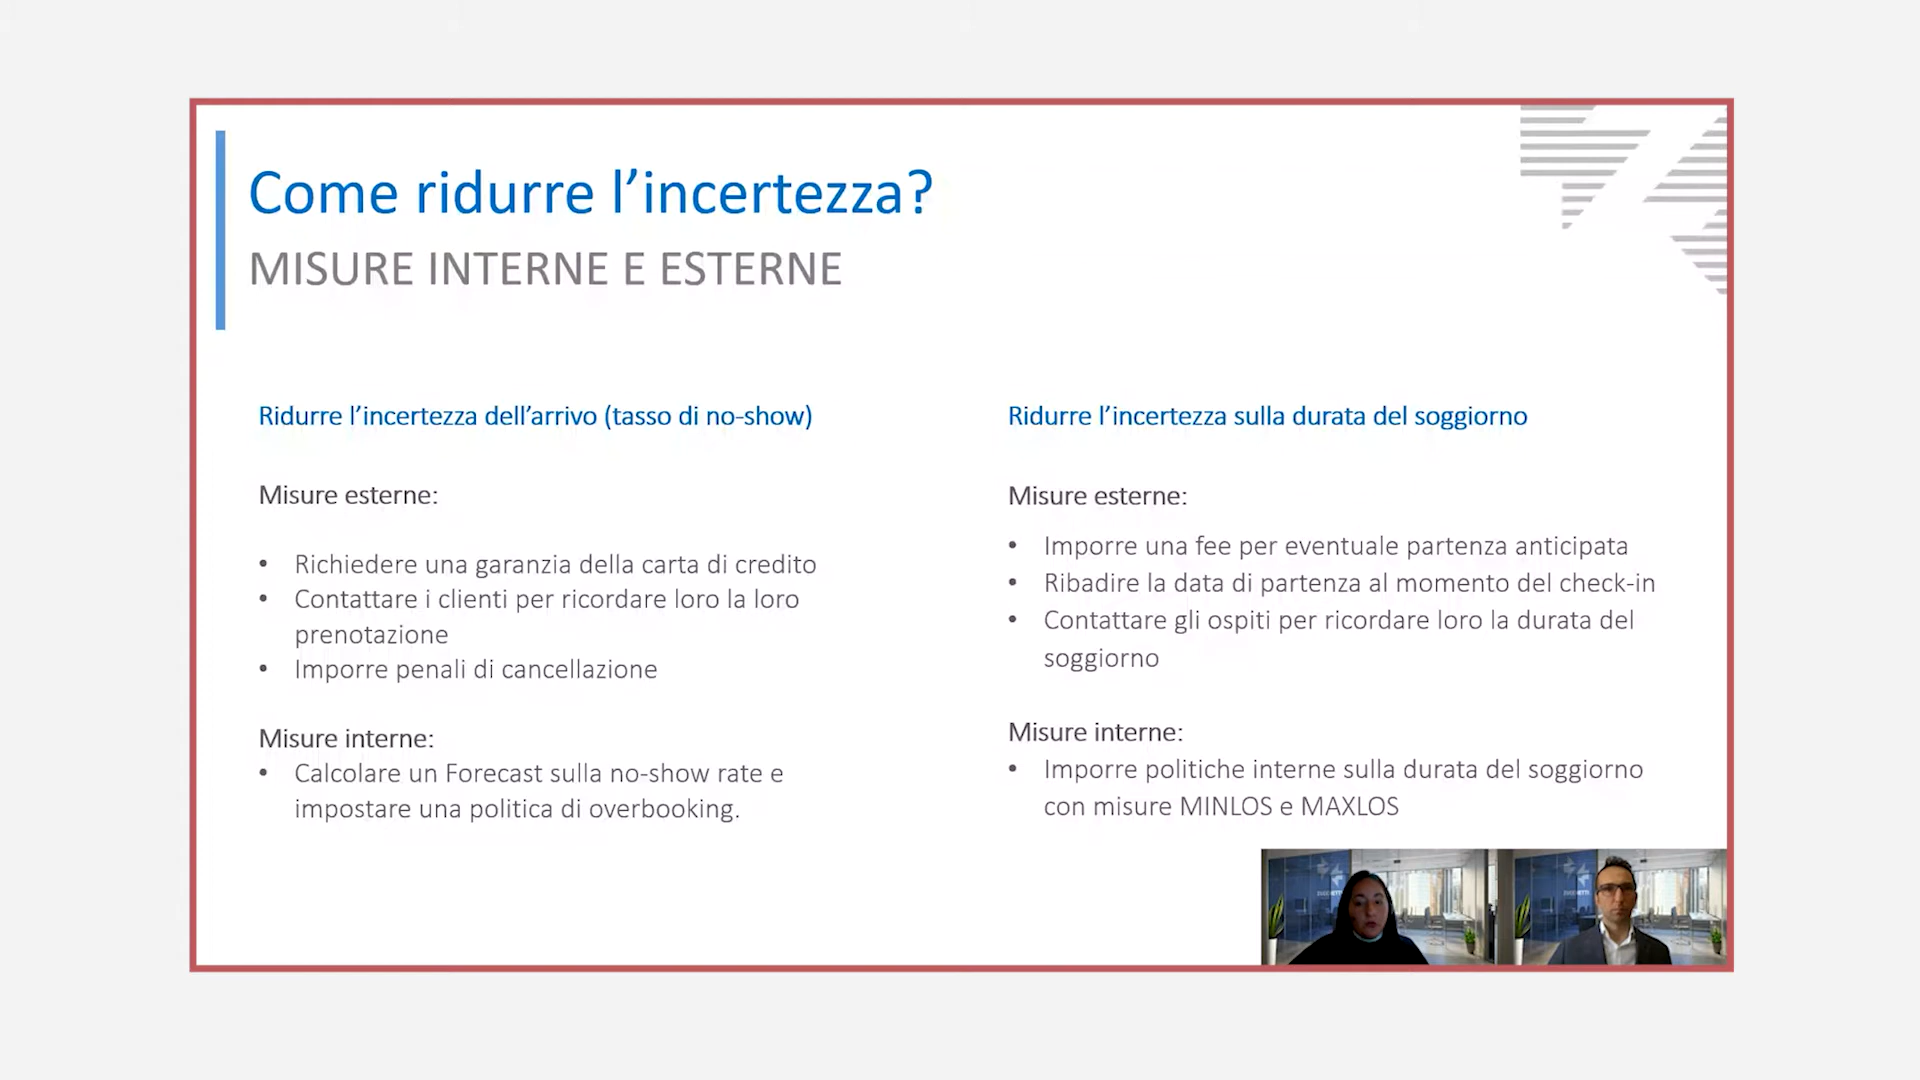 Come ridurre l’incertezza?
MISURE INTERNE E ESTERNE
Ridurre l’incertezza dell’arrivo (tasso di no-show)
Misure esterne:
• Richiedere una garanzia della carta di credito
• Contattare i clienti per ricordare loro la loro
prenotazione
• Imporre penali di cancellazione
Misure interne:
• Calcolare un Forecast sulla no-show rate e
impostare una politica di overbooking.
Ridurre l’incertezza sulla durata del soggiorno
Misure esterne:
• Imporre una fee per eventuale partenza anticipata
• Ribadire la data di partenza al momento del check-in
• Contattare gli ospiti per ricordare loro la durata del
soggiorno
Misure interne:
• Imporre politiche interne sulla durata del soggiorno
con misure MINLOS e MAXLOS